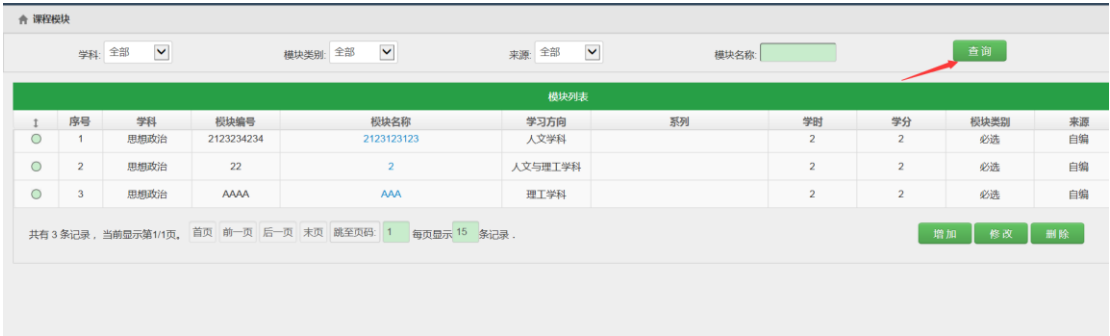 课程模块
学科: 全部 模块类别: 全部 来源: 全部 模块名称: 查 询
模块列表
序号 学科 模块编号 模块名称 学习方向 系列 学时 学分 模块类别 来源
1 思想政治 2123234234 2123123123 人文学科 2 2 必选 自编
2 思想政治 22 2 人文与理工学科 2 2 必选 自编
3 思想政治 AAAA AAA 理工学科 2 2 必选 自编
共有 3 条记录 , 当前显示第1/1页。 首页 前一页 后一页 末页 跳至页码: 1 每页显示 15 条记录 . 增 加 修 改 删 除